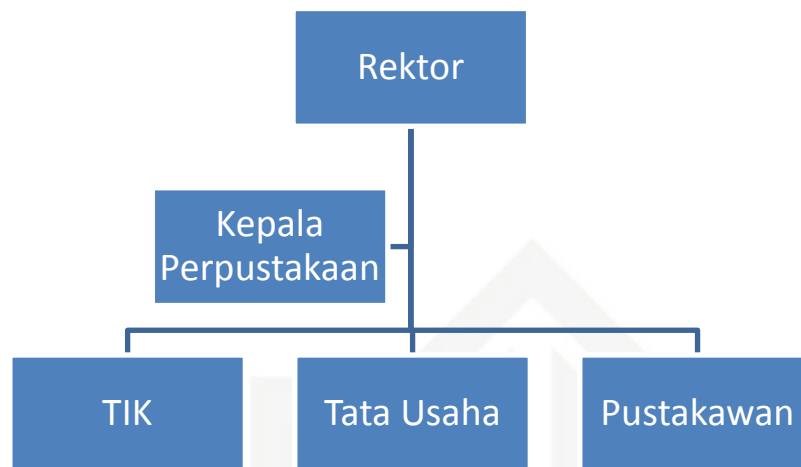 Rektor
Kepala
Perpustakaan
TIK
Tata Usaha
Pustakawan